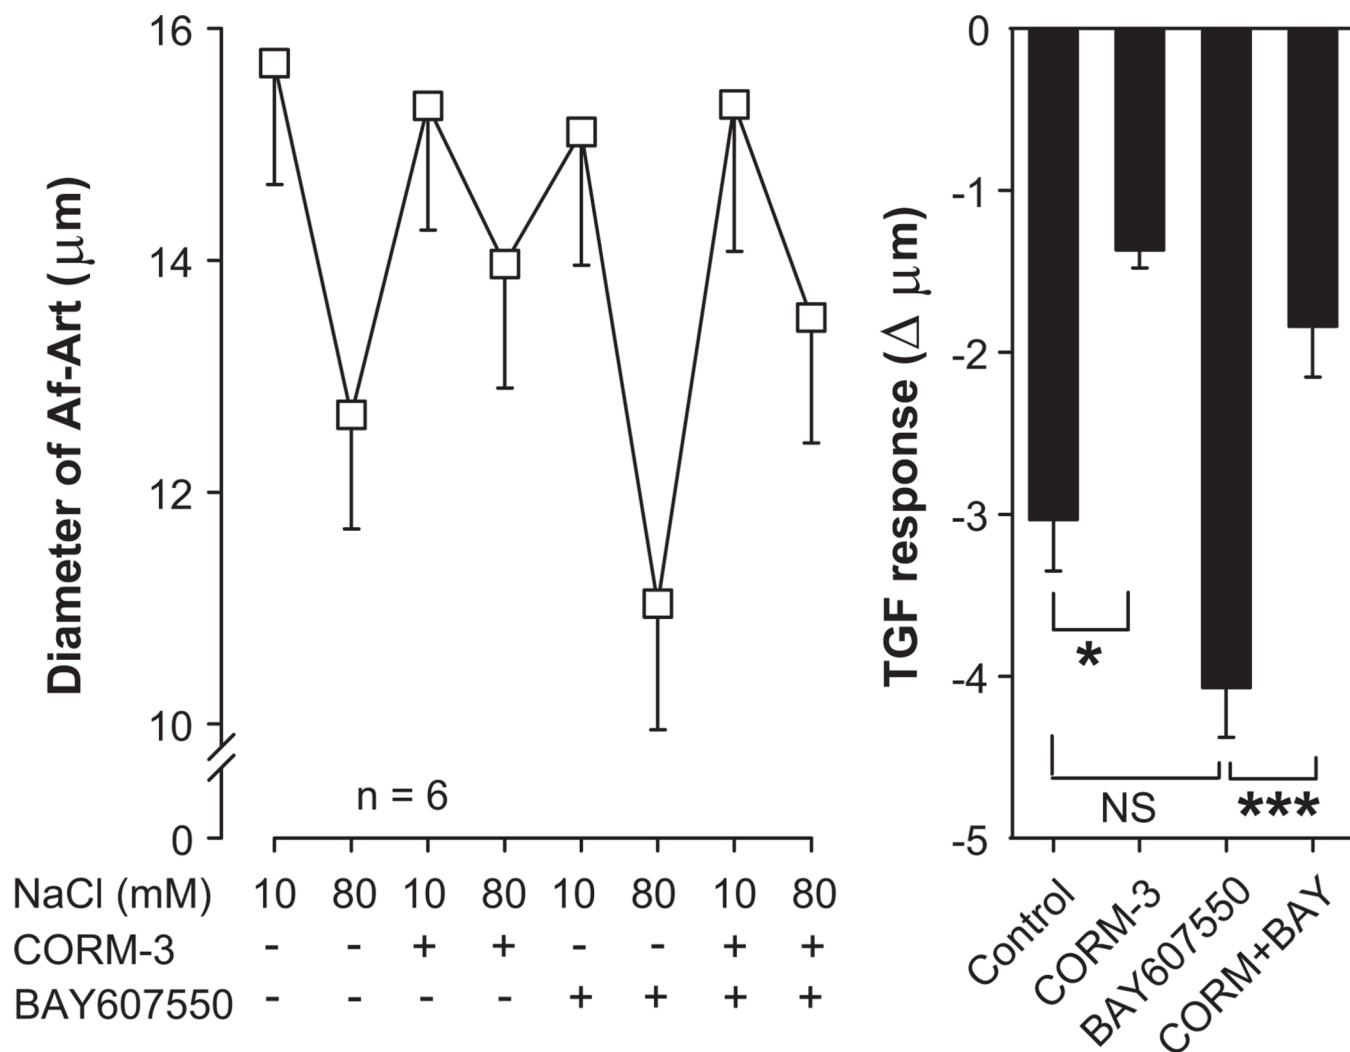 Diameter of Af-Art (μm)
16
14
12
10
0
n = 6
NaCl (mM) 10 80 10 80 10 80 10 80
CORM-3 - - + + - - + +
BAY607550 - - - - + + + +
TGF response (Δ μm)
0
-1
-2
-3
-4
-5
*
NS
***
Control
CORM-3
BAY607550
CORM+BAY